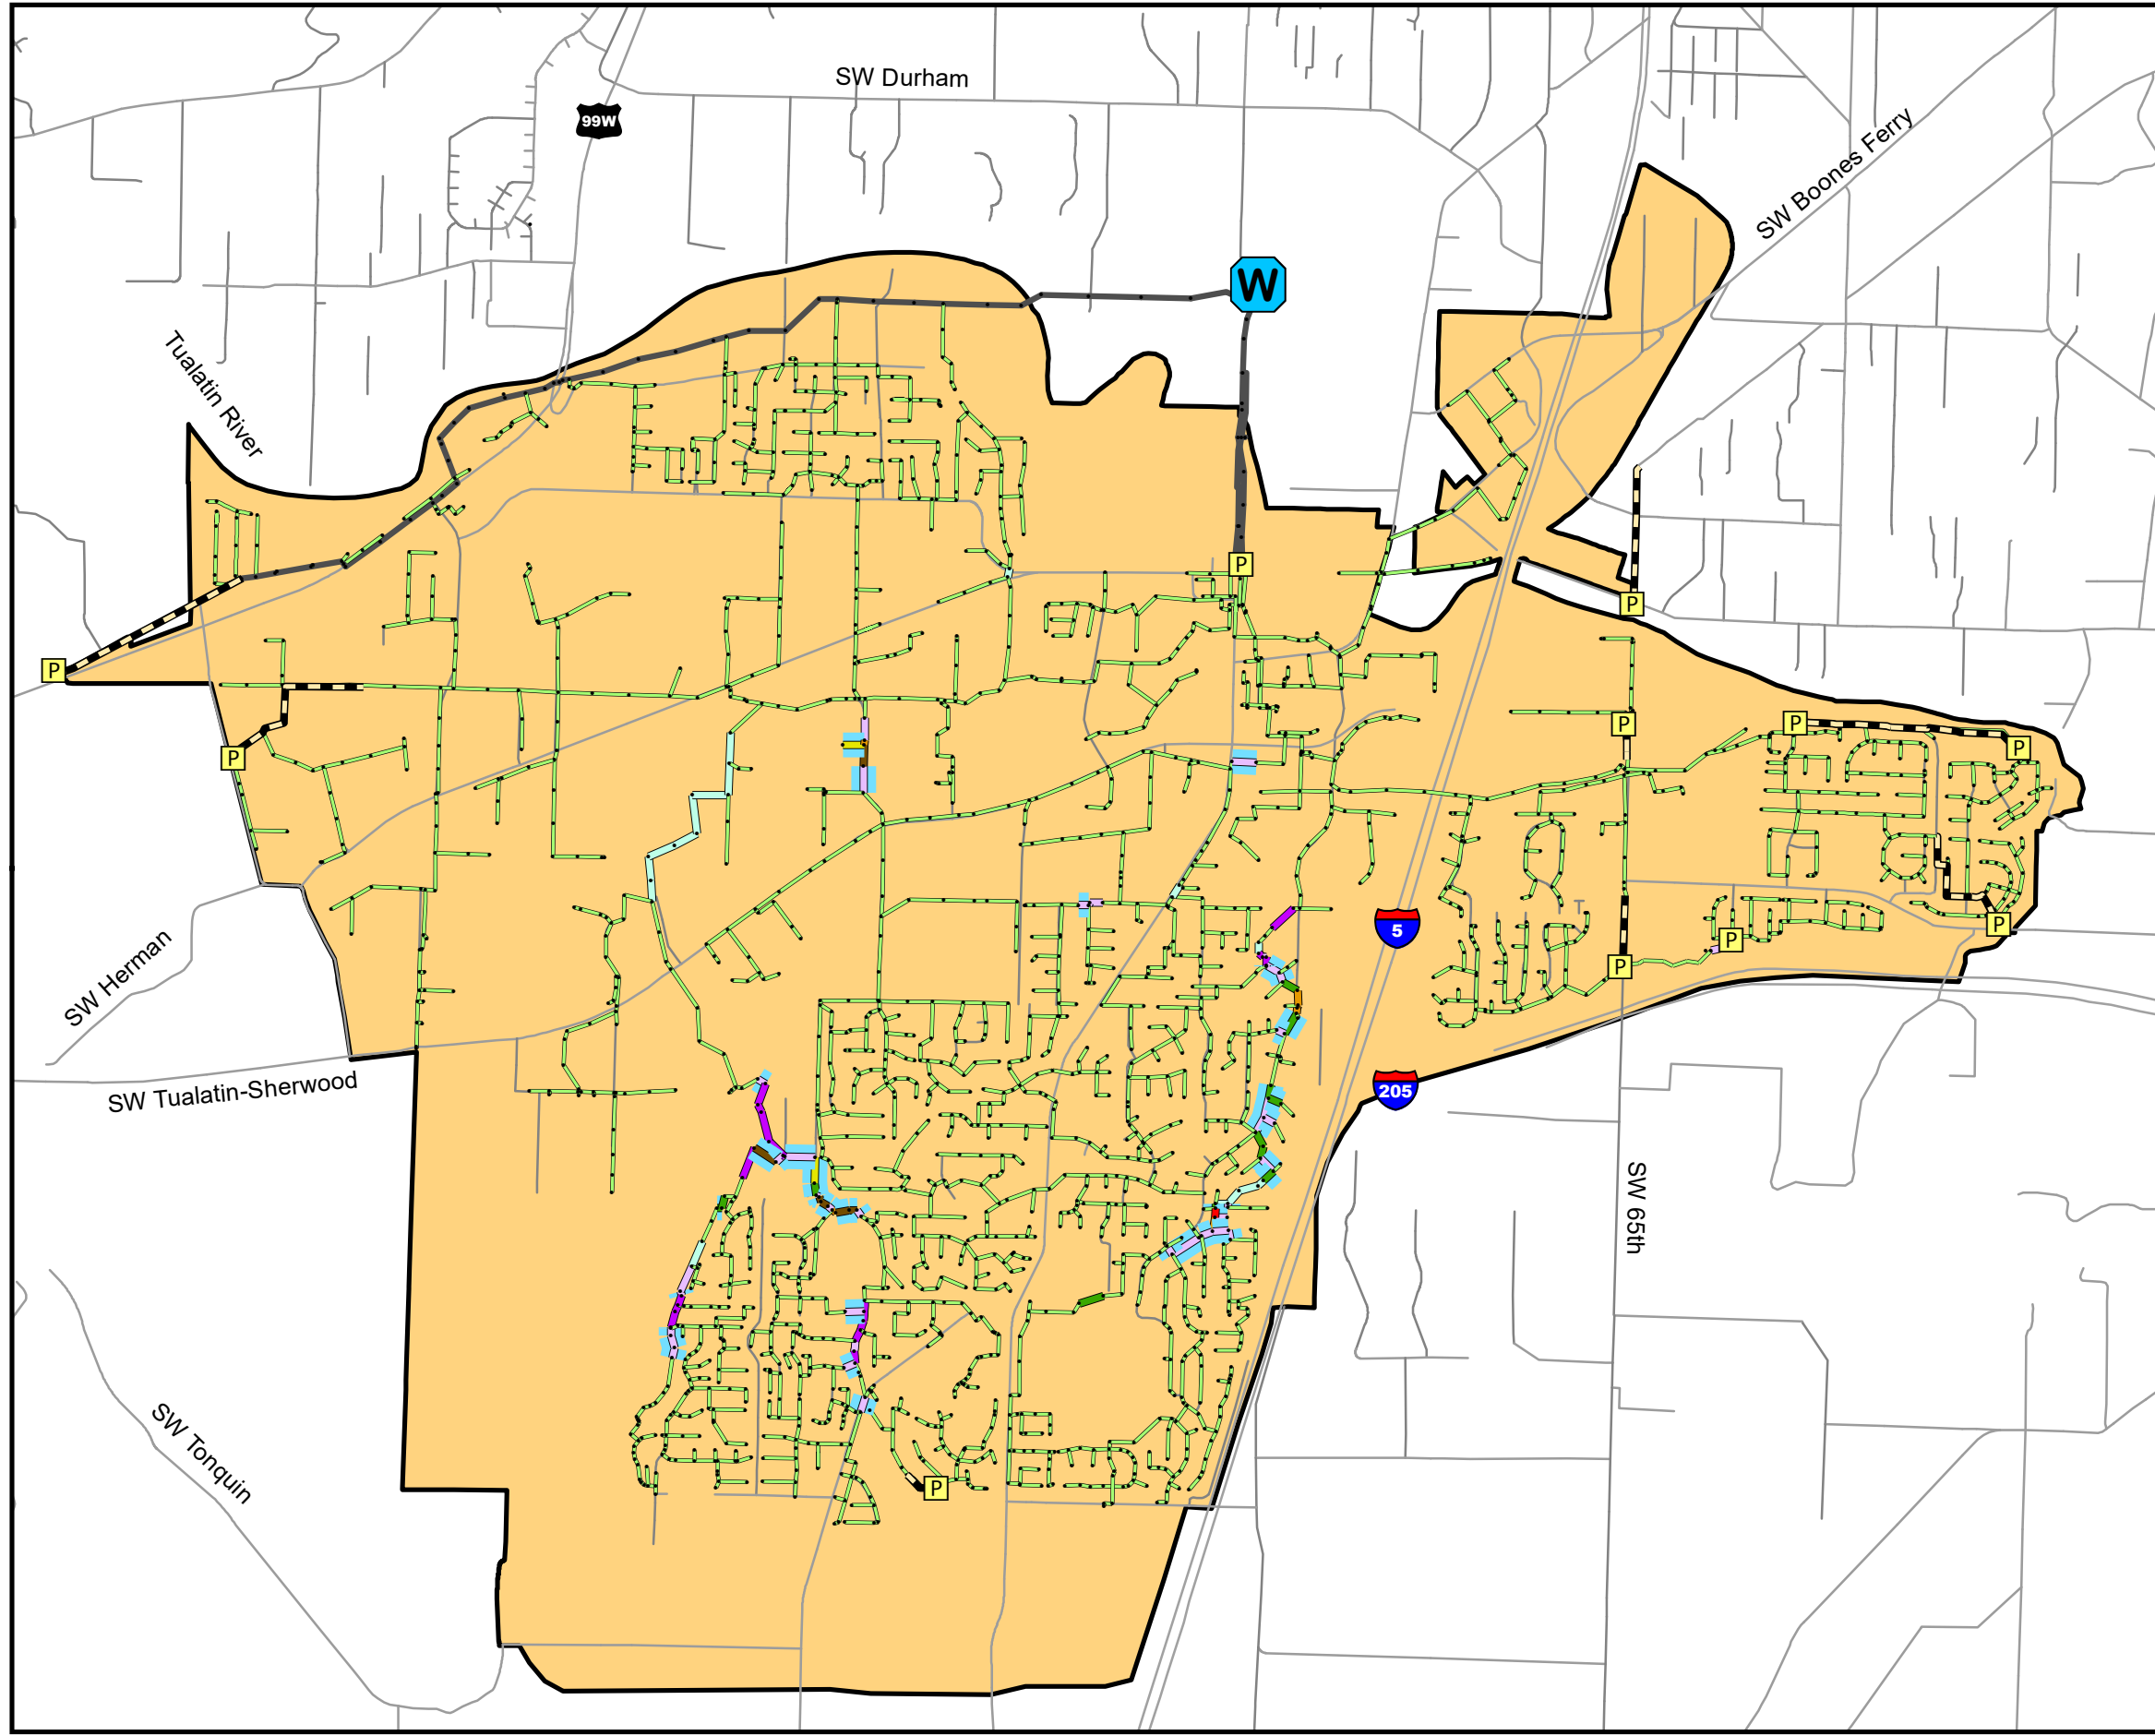 SW Durham
99W
SW Boones Ferry
W
Tualatin River
P
P
P
P
P
P
P
P
5
P
P
P
SW Herman
205
SW Tualatin-Sherwood
SW 65th
SW Tonquin
P